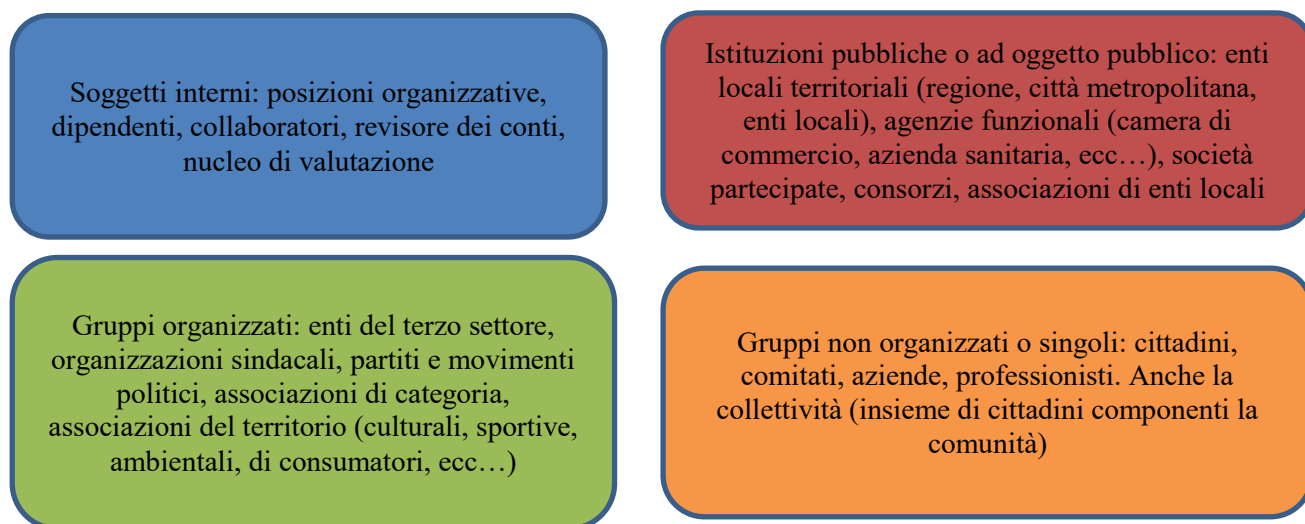 Soggetti interni: posizioni organizzative,
dipendenti, collaboratori, revisore dei conti,
nucleo di valutazione
Istituzioni pubbliche o ad oggetto pubblico: enti
locali territoriali (regione, città metropolitana,
enti locali), agenzie funzionali (camera di
commercio, azienda sanitaria, ecc…), società
partecipate, consorzi, associazioni di enti locali
Gruppi organizzati: enti del terzo settore,
organizzazioni sindacali, partiti e movimenti
politici, associazioni di categoria,
associazioni del territorio (culturali, sportive,
ambientali, di consumatori, ecc…)
Gruppi non organizzati o singoli: cittadini,
comitati, aziende, professionisti. Anche la
collettività (insieme di cittadini componenti la
comunità)